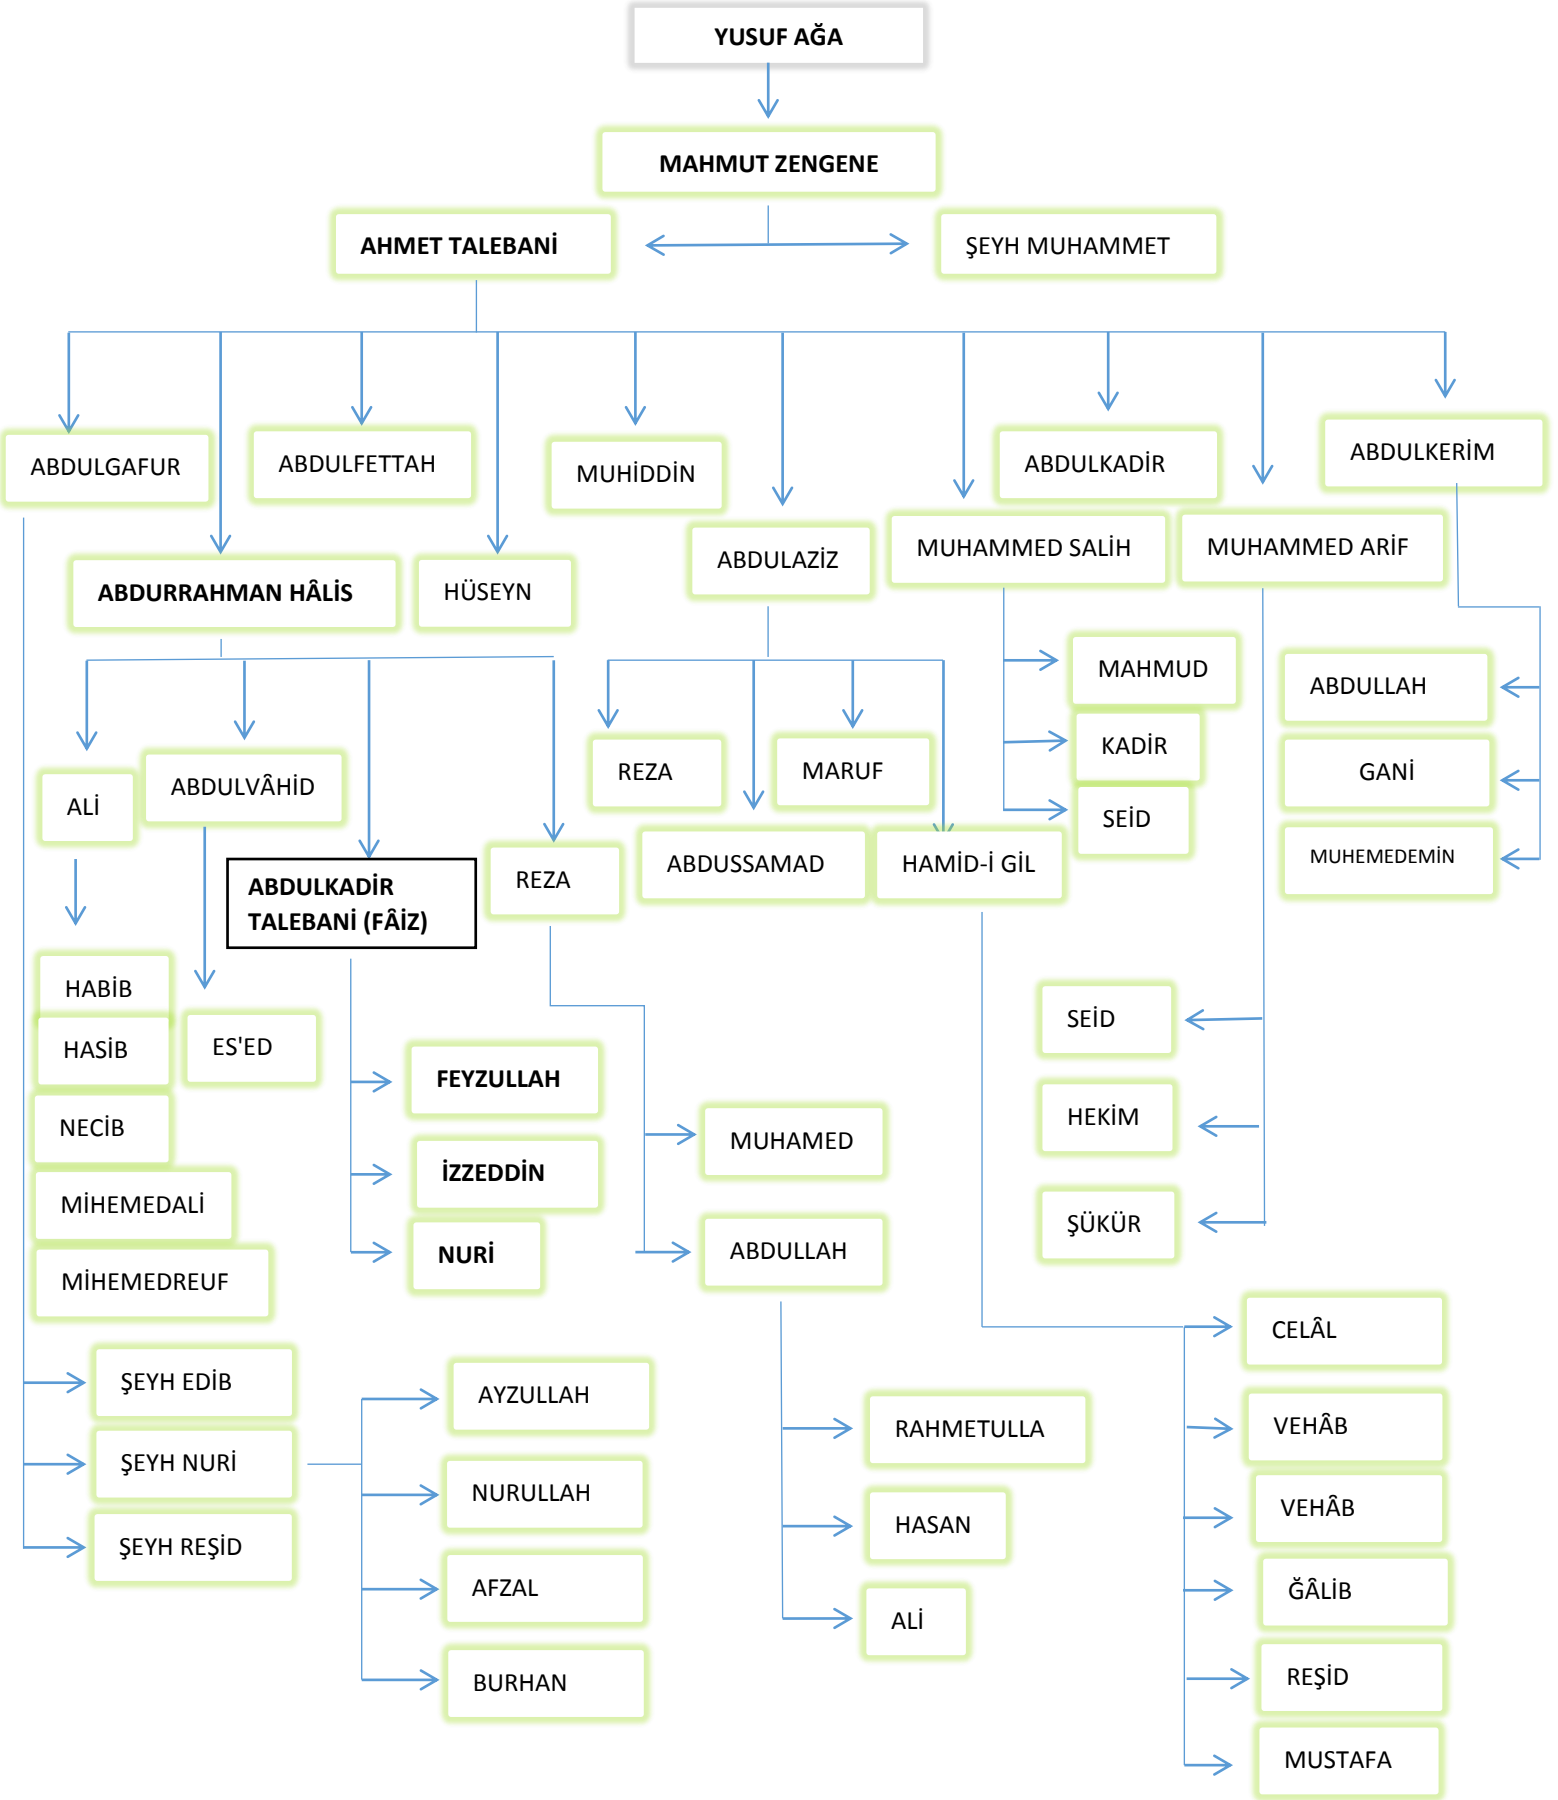 YUSUF AĞA
MAHMUT ZENGENE
AHMET TALEBANİ
ŞEYH MUHAMMET
ABDULGAFUR
ABDULFETTAH
MUHİDDİN
ABDULKADİR
ABDULKERİM
ABDURRAHMAN HÂLİS
HÜSEYN
ABDULAZİZ
MUHAMMED SALİH
MUHAMMED ARİF
ALİ
ABDULVÂHİD
ABDULKADİR
TALEBANİ (FÂİZ)
REZA
REZA
ABDUSSAMAD
MARUF
HAMİD-İ GİL
MAHMUD
KADİR
SEİD
ABDULLAH
GANİ
MUHEMEDEMİN
HABİB
HASİB
NECİB
MİHEMEDALİ
MİHEMEDREUF
ES'ED
FEYZULLAH
İZZEDDİN
NURİ
MUHAMED
ABDULLAH
SEİD
HEKİM
ŞÜKÜR
ŞEYH EDİB
ŞEYH NURİ
ŞEYH REŞİD
AYZULLAH
NURULLAH
AFZAL
BURHAN
RAHMETULLA
HASAN
ALİ
CELÂL
VEHÂB
VEHÂB
ĞÂLİB
REŞİD
MUSTAFA